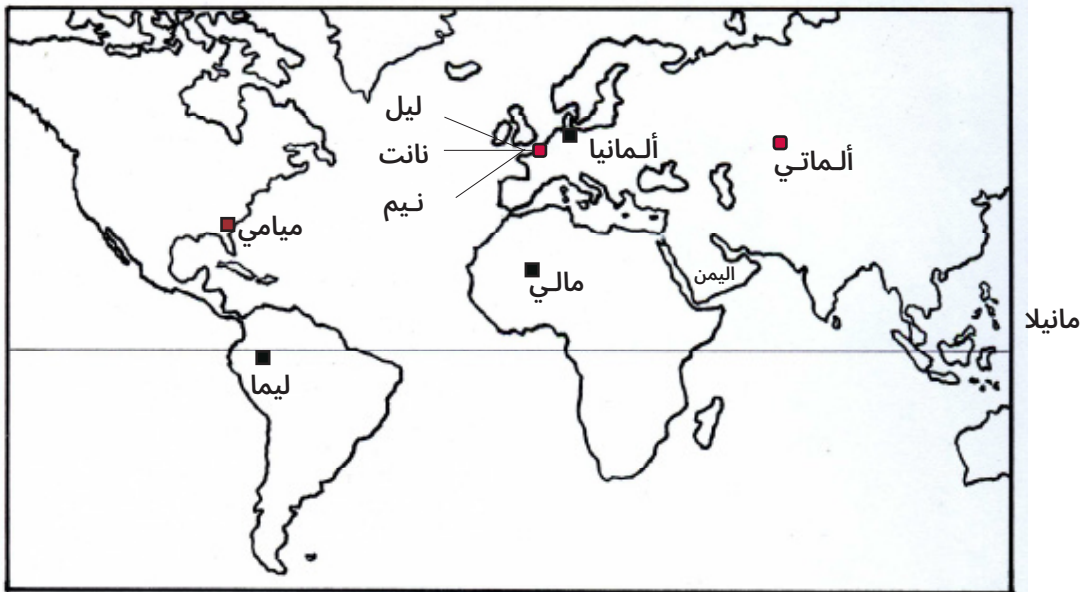 ليل
نانت
نـيم
ألـمانيا
ألـماتـي
ميامي
مالـي
اليمن
مانيلا
ليما